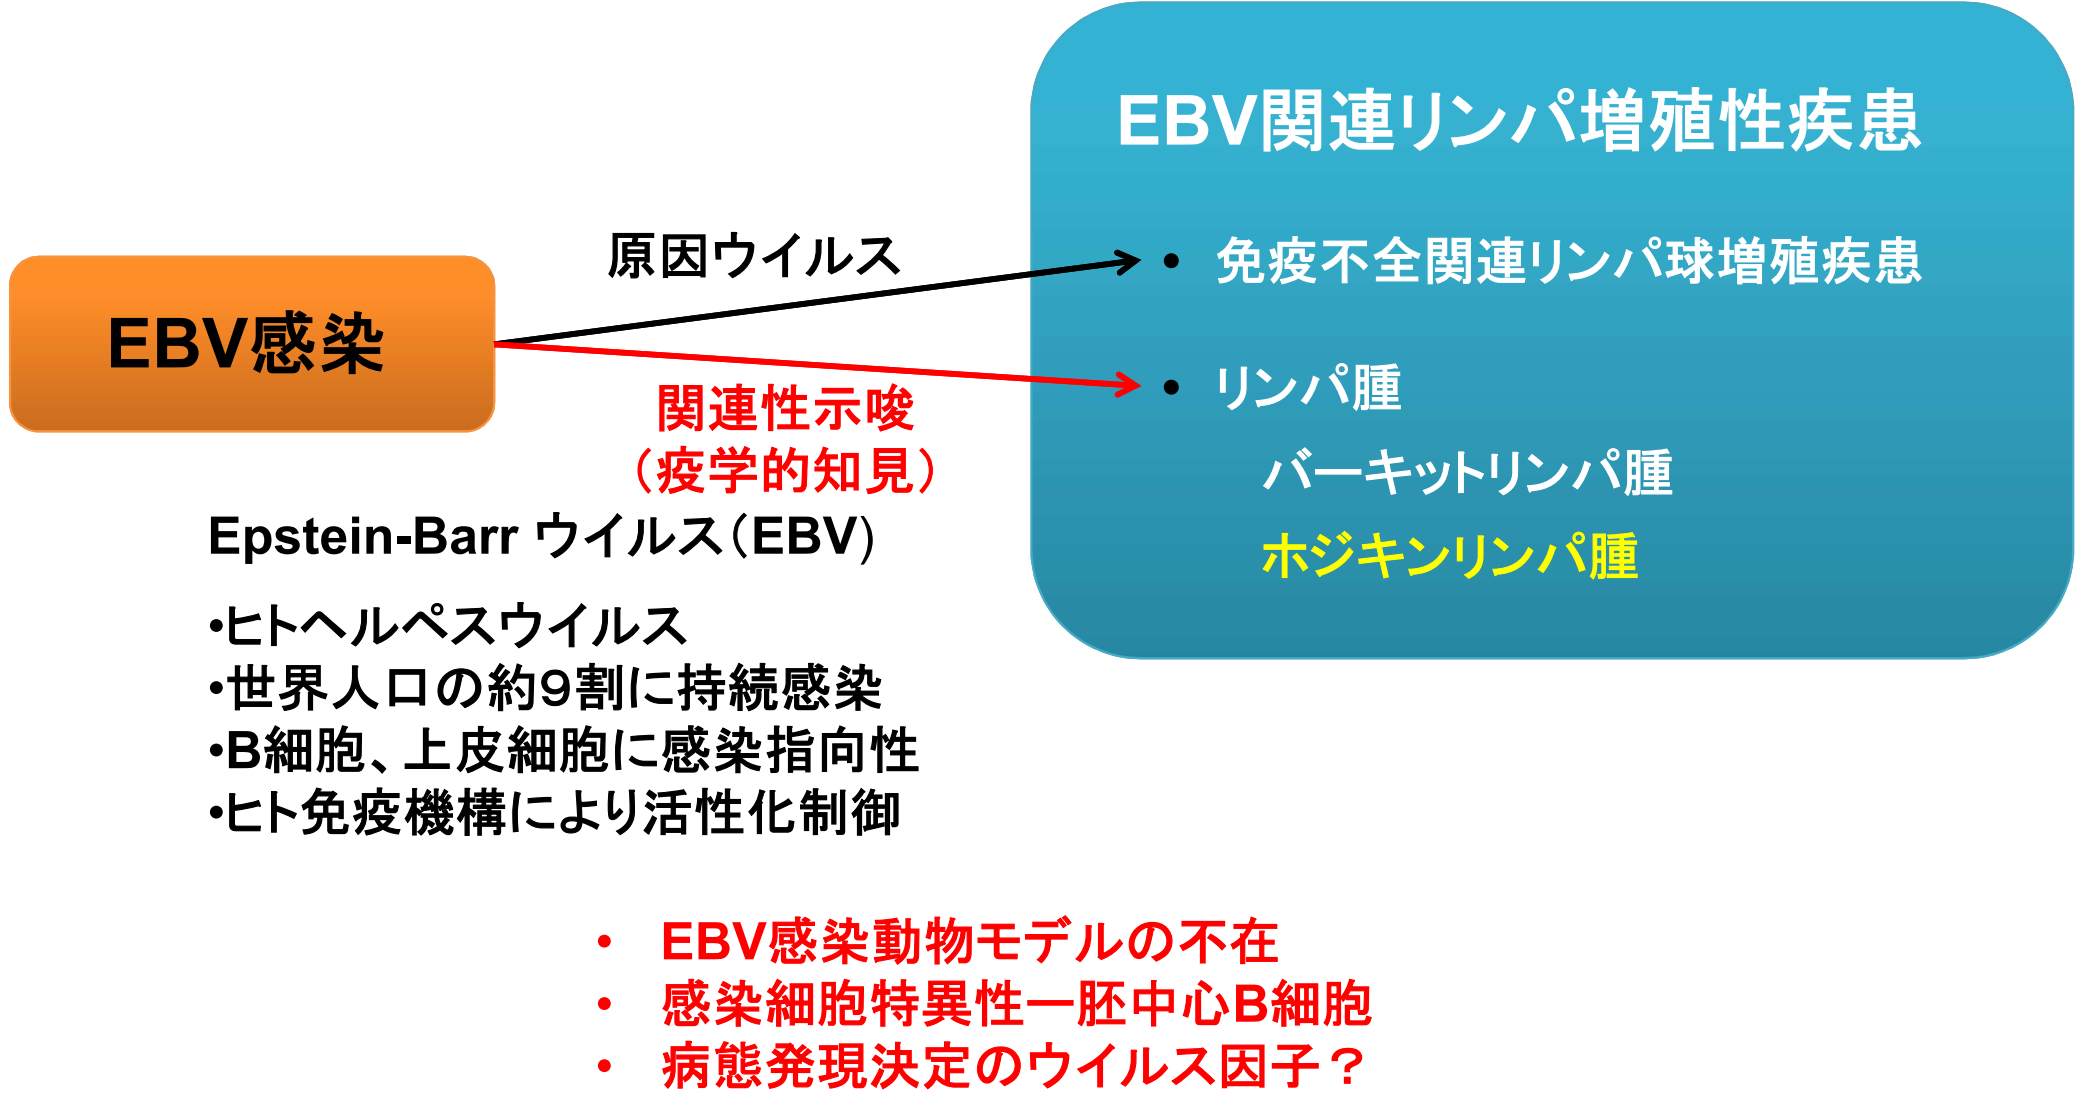 EBV関連リンパ増殖性疾患
原因ウイルス
• 免疫不全関連リンパ球増殖疾患
EBV感染
• リンパ腫
関連性示唆
（疫学的知見）
バーキットリンパ腫
ホジキンリンパ腫
Epstein-Barr ウイルス（EBV)
•ヒトヘルペスウイルス
•世界人口の約９割に持続感染
•B細胞、上皮細胞に感染指向性
•ヒト免疫機構により活性化制御
• EBV感染動物モデルの不在
• 感染細胞特異性―胚中心B細胞
• 病態発現決定のウイルス因子？